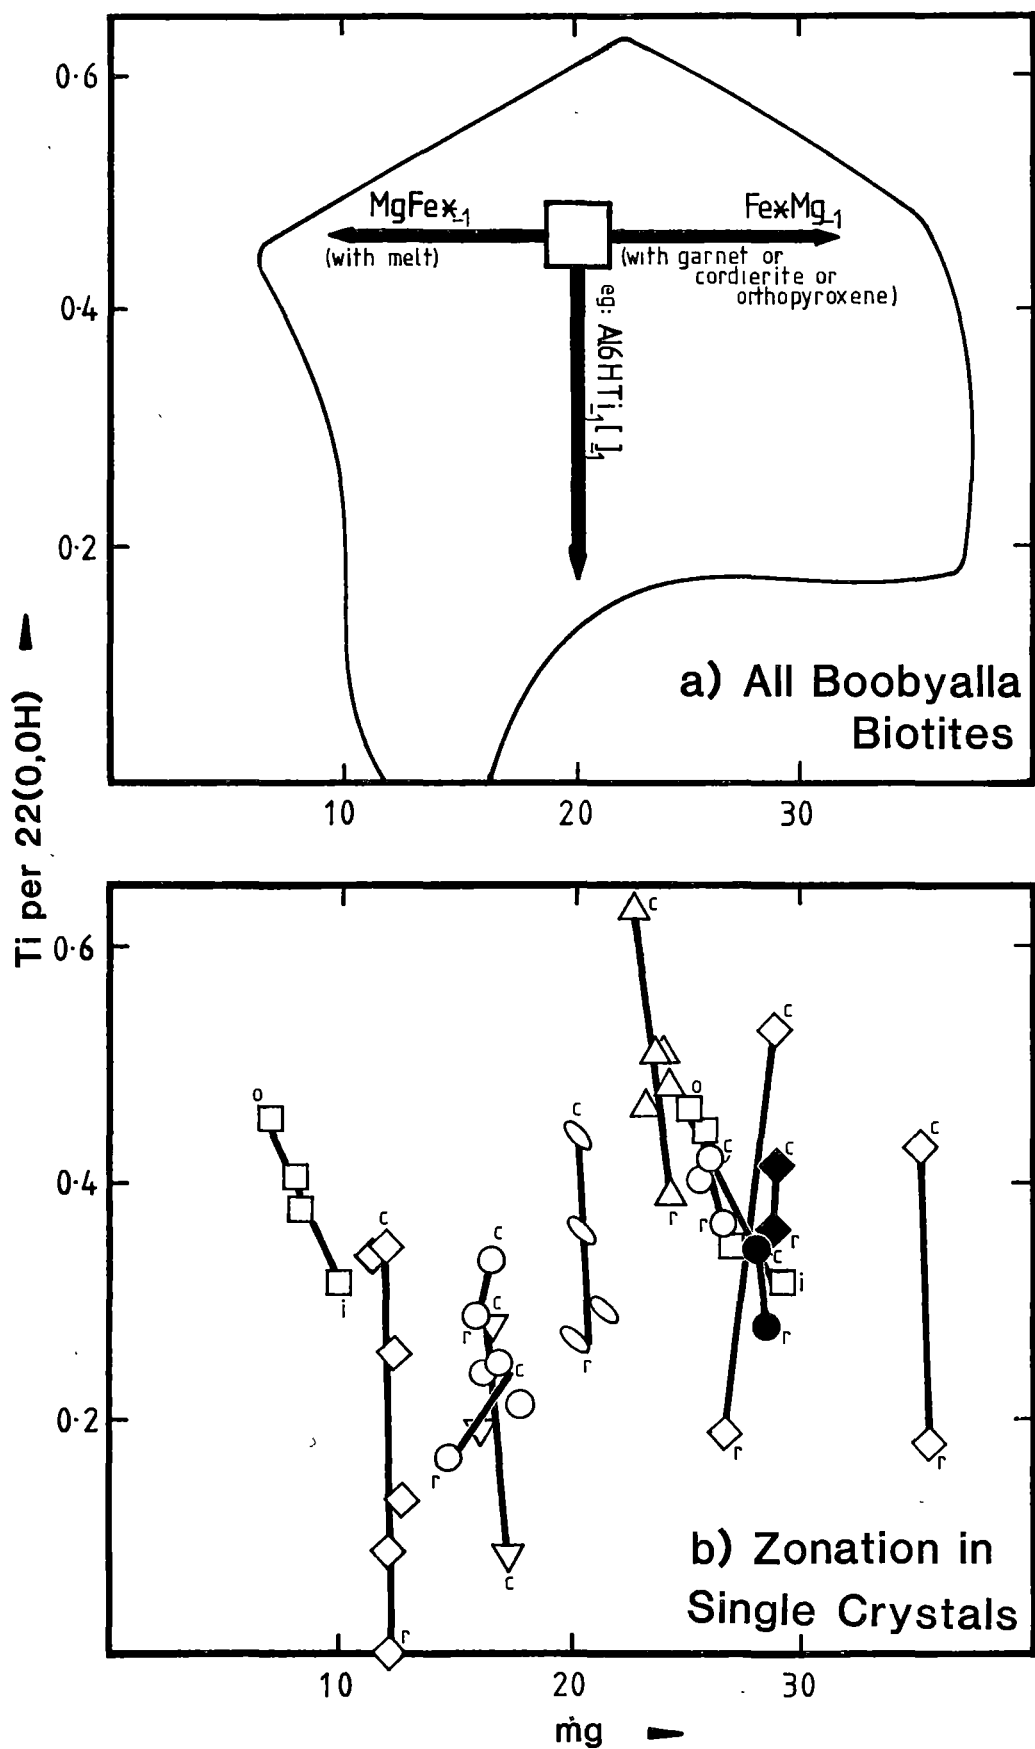 Ti per 22(O,OH)
0·6
0·4
0·2
MgFe*-1
(with melt)
Fe*Mg-1
(with garnet or
cordierite or
orthopyroxene)
eg: Al6HTi-1[ ]-1
a) All Boobyalla
Biotites
10
20
30
0·6
0·4
0·2
c
c
o
o
c
c
c
c
c
r
r
c
i
r
i
c
c
r
c
r
r
c
r
r
r
c
r
b) Zonation in
Single Crystals
10
20
30
mg